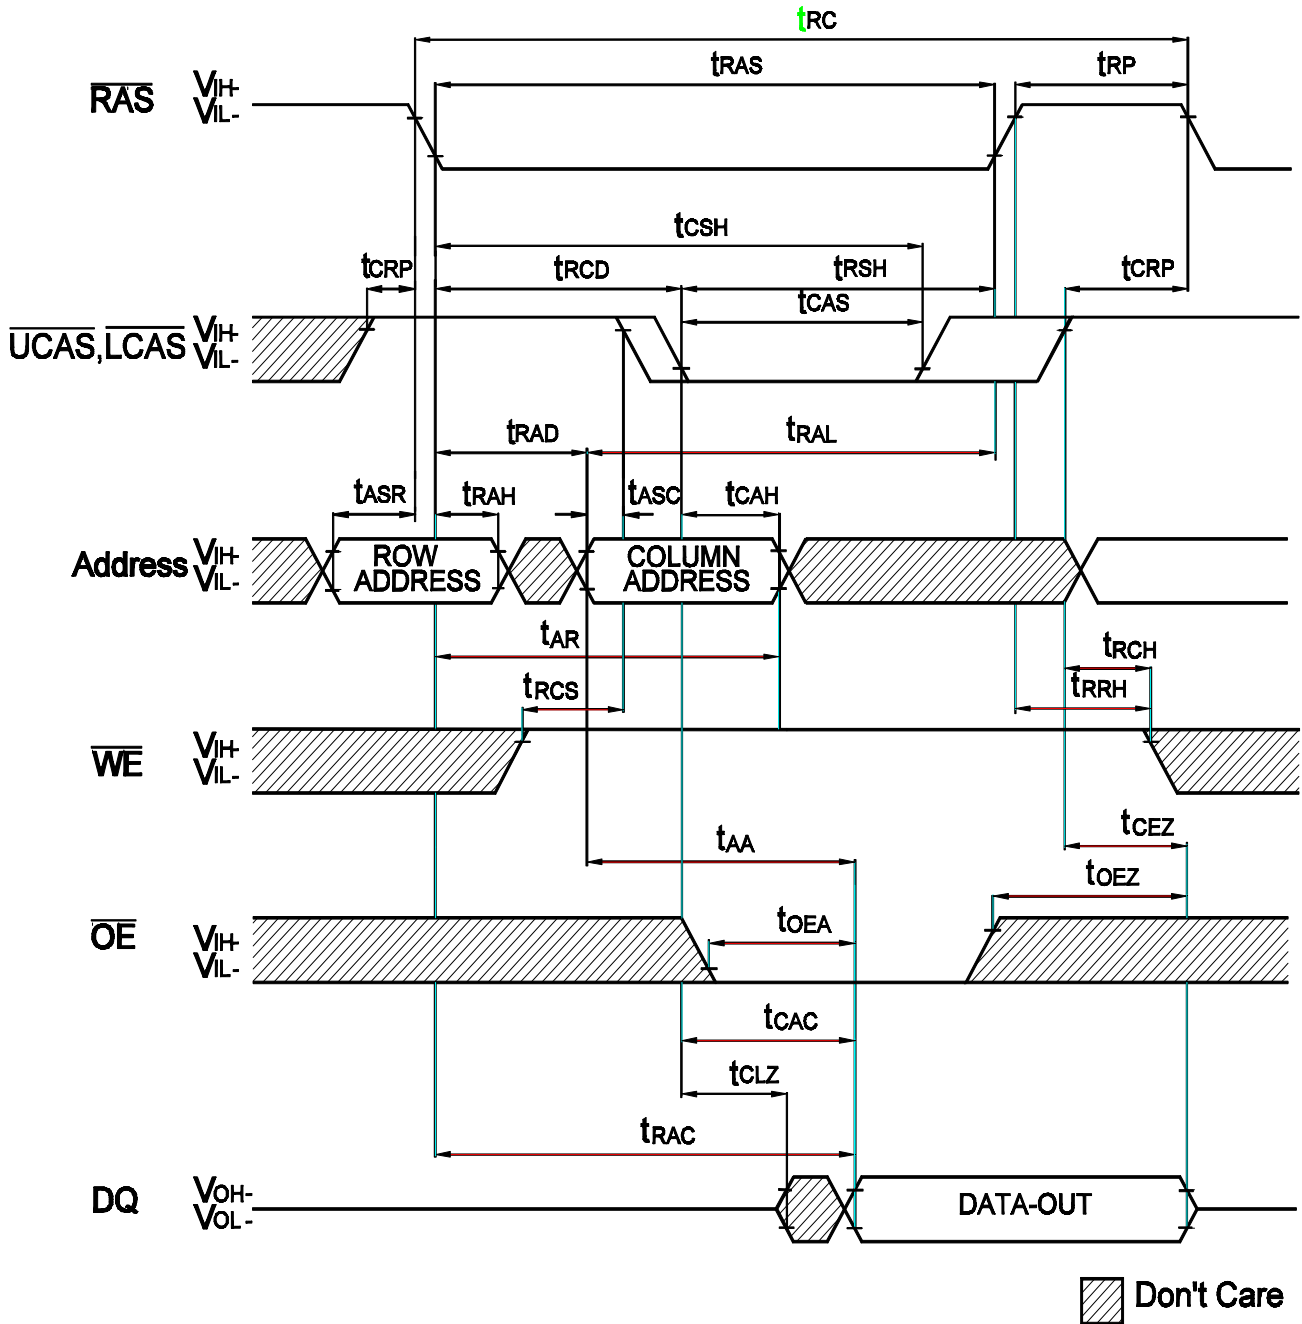 tRC
tRAS
tRP
RAS
VIH-
VIL-
tCSH
tCRP
tRCD
tRSH
tCRP
tCAS
UCAS,LCAS
VIH-
VIL-
tRAD
tRAL
tASR
tRAH
tASC
tCAH
Address
VIH-
VIL-
ROW
ADDRESS
COLUMN
ADDRESS
tAR
tRCH
tRCS
tRRH
WE
VIH-
VIL-
tCEZ
tAA
tOEZ
OE
VIH-
VIL-
tOEA
tCAC
tCLZ
tRAC
DQ
VOH-
VOL-
DATA-OUT
Don't Care